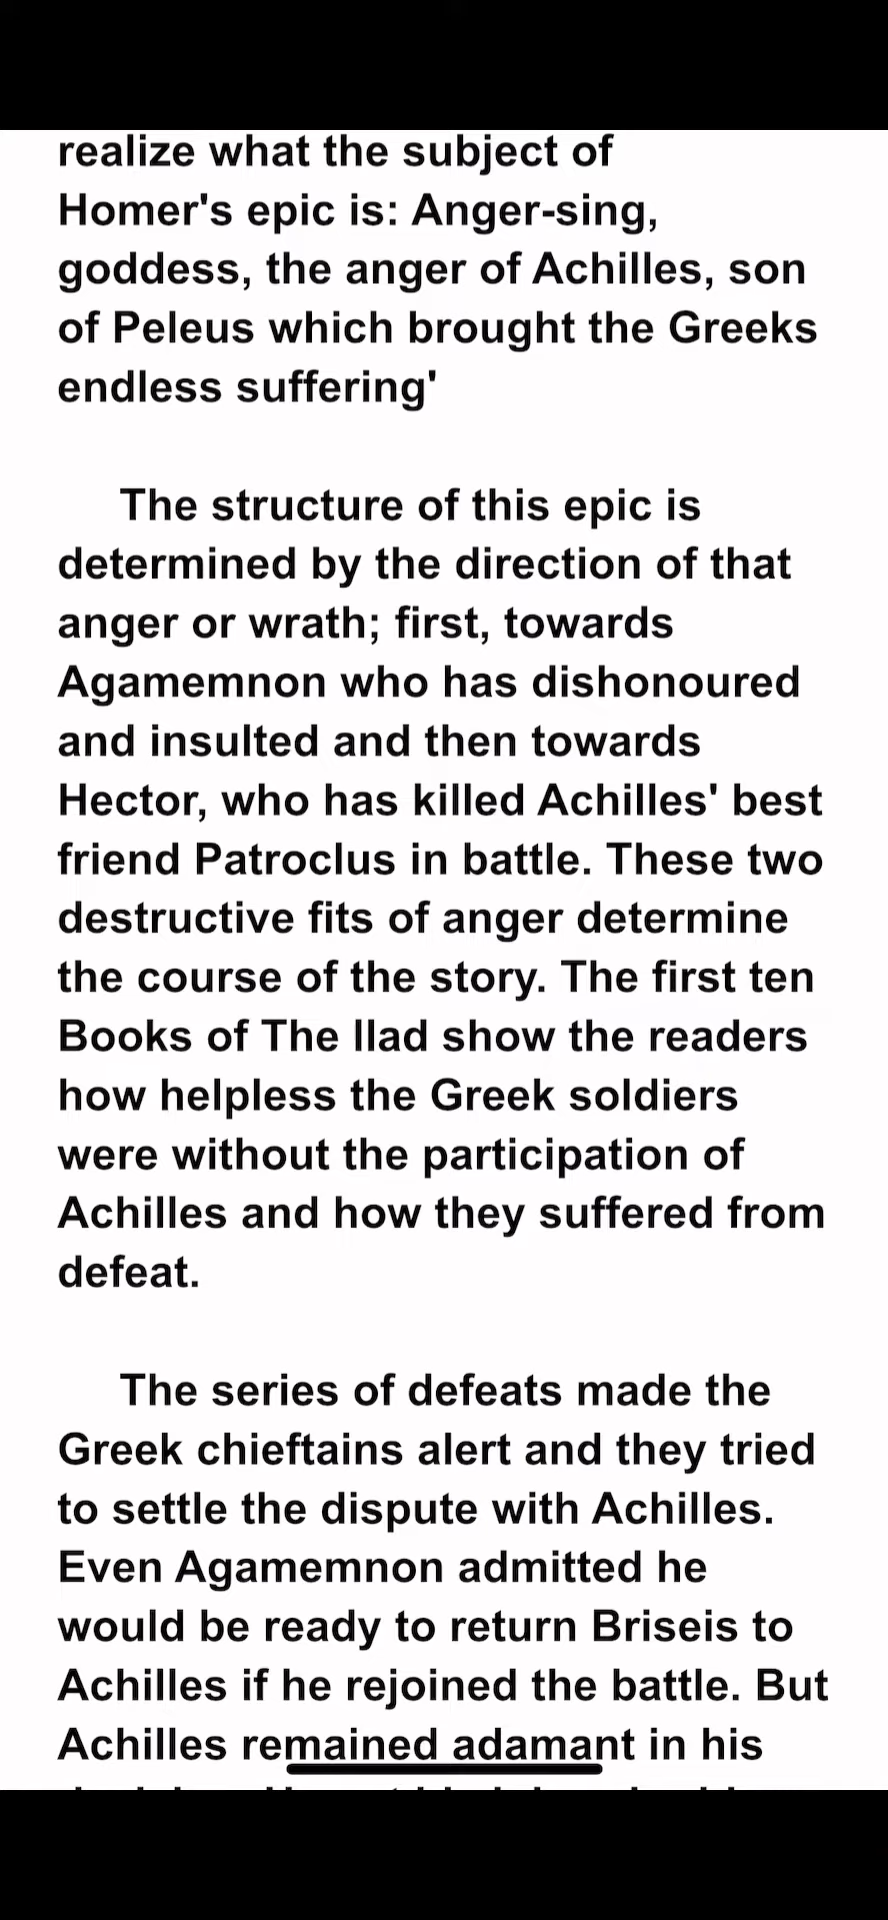 realize what the subject of
Homer's epic is: Anger-sing,
goddess, the anger of Achilles, son
of Peleus which brought the Greeks
endless suffering'
The structure of this epic is
determined by the direction of that
anger or wrath; first, towards
Agamemnon who has dishonoured
and insulted and then towards
Hector, who has killed Achilles' best
friend Patroclus in battle. These two
destructive fits of anger determine
the course of the story. The first ten
Books of The Ilad show the readers
how helpless the Greek soldiers
were without the participation of
Achilles and how they suffered from
defeat.
The series of defeats made the
Greek chieftains alert and they tried
to settle the dispute with Achilles.
Even Agamemnon admitted he
would be ready to return Briseis to
Achilles if he rejoined the battle. But
Achilles remained adamant in his